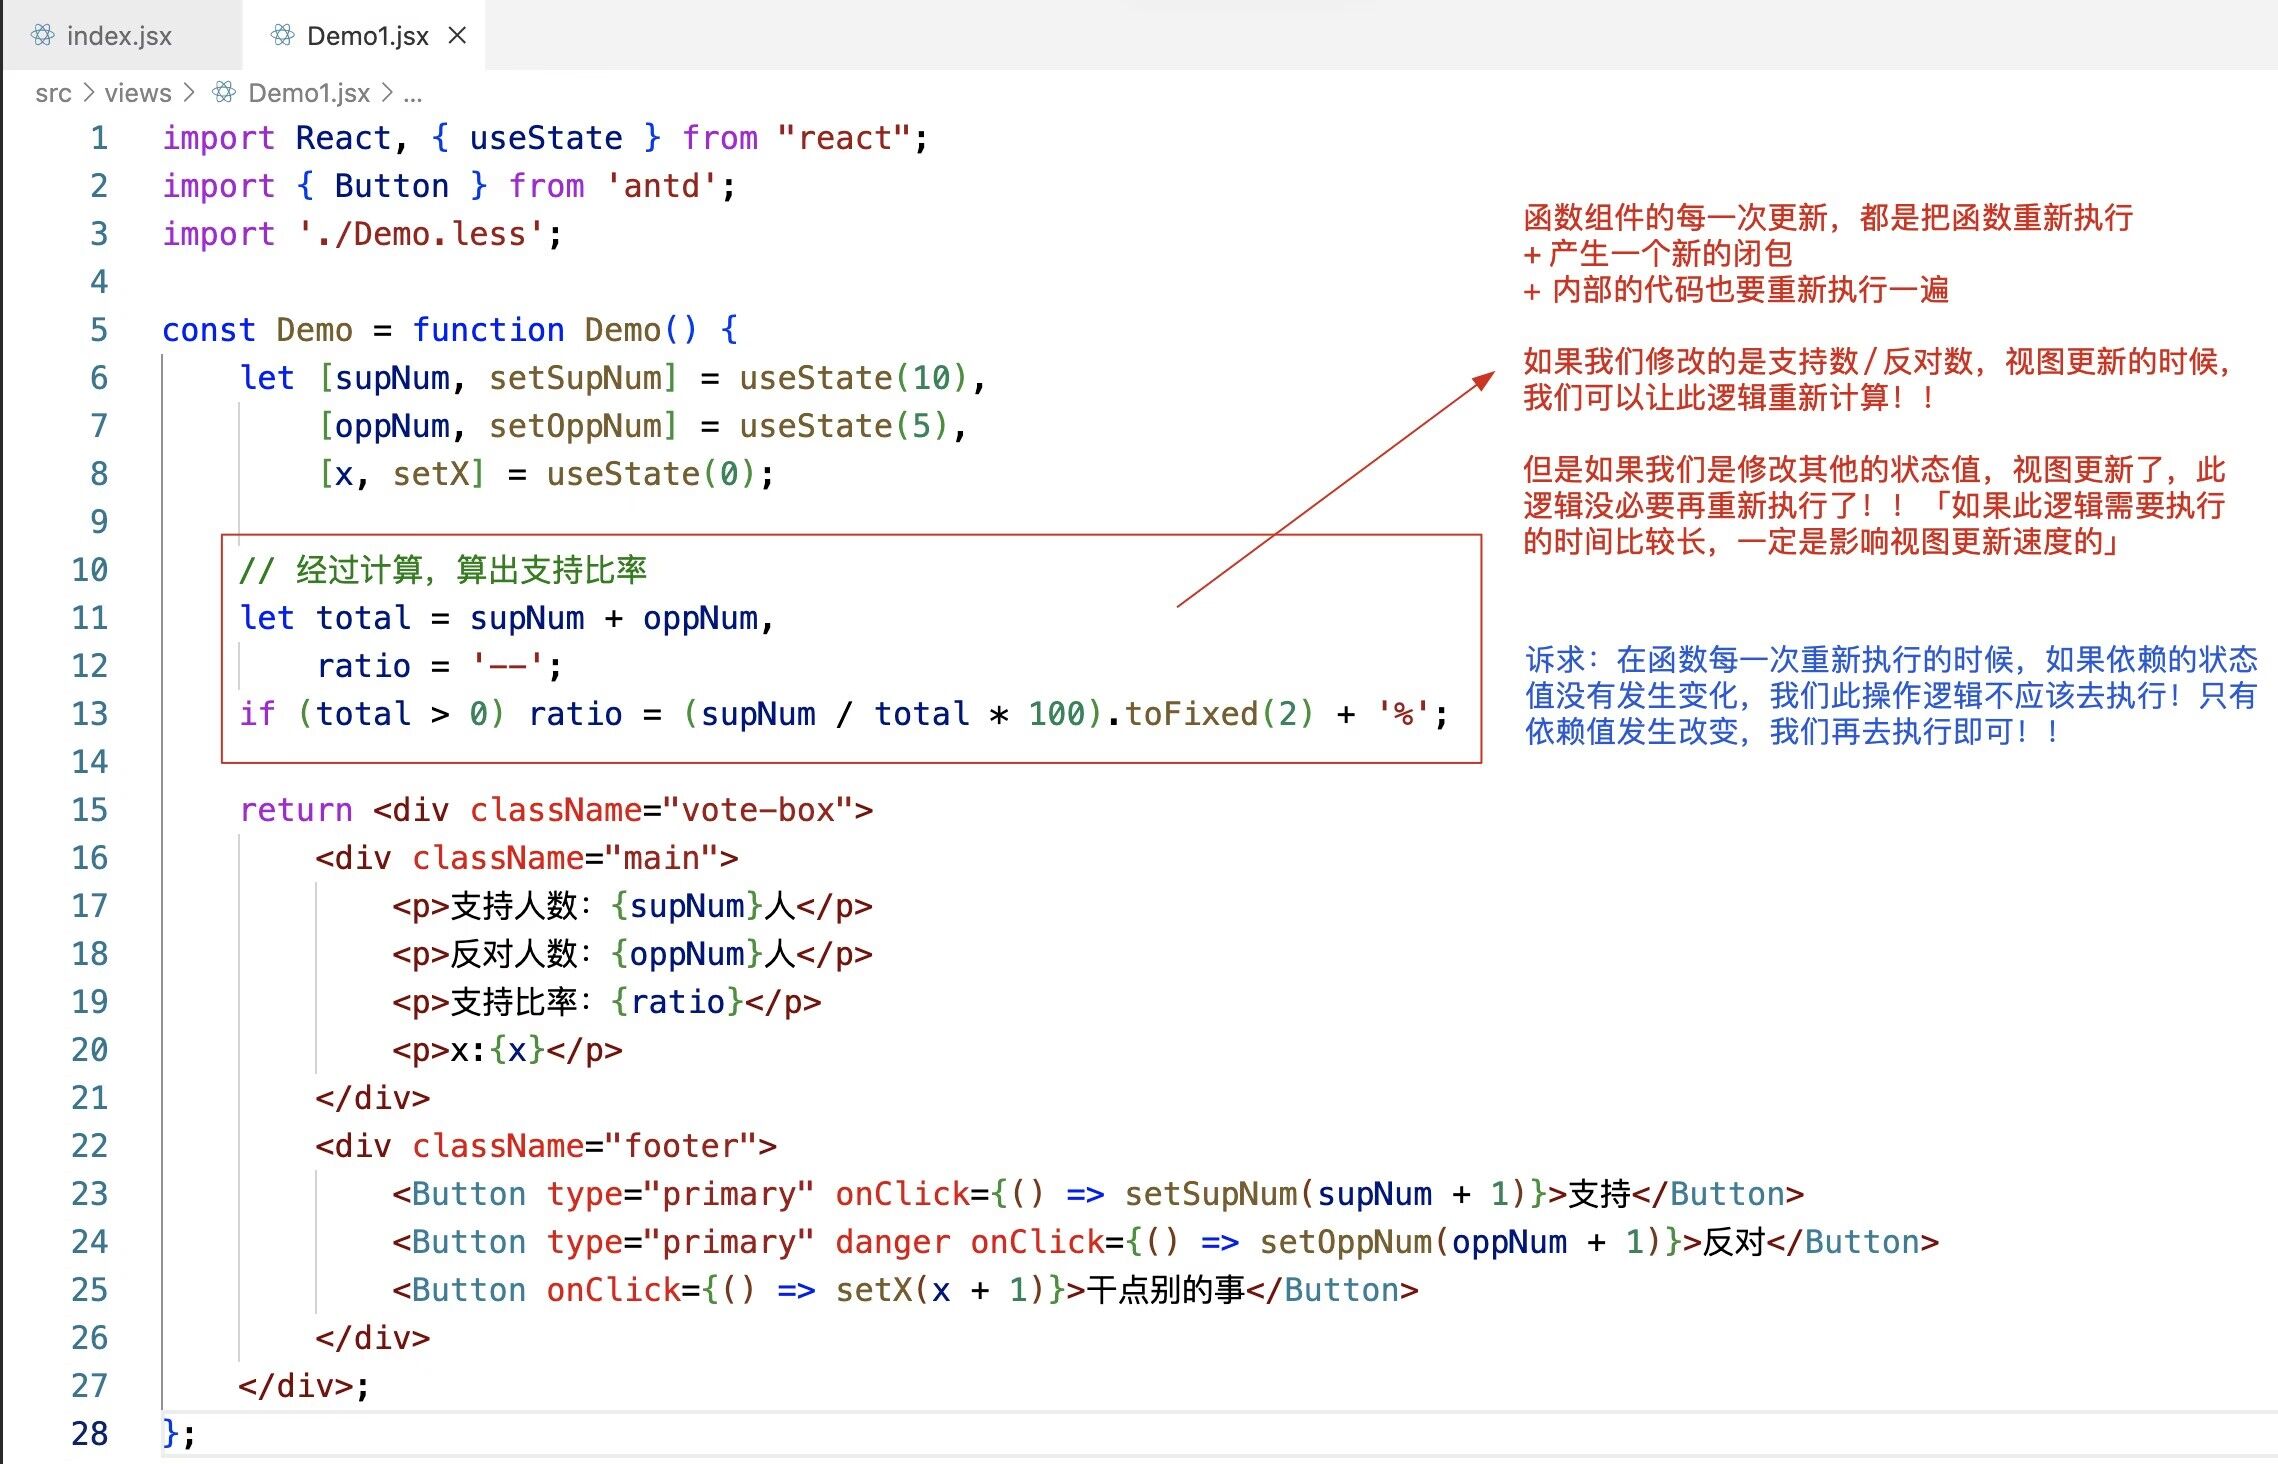 index.jsx
Demo1.jsx
src > views > Demo1.jsx > ...
1 import React, { useState } from "react";
2 import { Button } from 'antd';
3 import './Demo.less';
4
5 const Demo = function Demo() {
6 let [supNum, setSupNum] = useState(10),
7 [oppNum, setOppNum] = useState(5),
8 [x, setX] = useState(0);
9
10 // 经过计算，算出支持比率
11 let total = supNum + oppNum,
12 ratio = '--';
13 if (total > 0) ratio = (supNum / total * 100).toFixed(2) + '%';
14
15 return <div className="vote-box">
16 <div className="main">
17 <p>支持人数：{supNum}人</p>
18 <p>反对人数：{oppNum}人</p>
19 <p>支持比率：{ratio}</p>
20 <p>x:{x}</p>
21 </div>
22 <div className="footer">
23 <Button type="primary" onClick={() => setSupNum(supNum + 1)}>支持</Button>
24 <Button type="primary" danger onClick={() => setOppNum(oppNum + 1)}>反对</Button>
25 <Button onClick={() => setX(x + 1)}>干点别的事</Button>
26 </div>
27 </div>;
28 };
函数组件的每一次更新，都是把函数重新执行
+ 产生一个新的闭包
+ 内部的代码也要重新执行一遍
如果我们修改的是支持数/反对数，视图更新的时候，
我们可以让此逻辑重新计算！！
但是如果我们是修改其他的状态值，视图更新了，此
逻辑没必要再重新执行了！！「如果此逻辑需要执行
的时间比较长，一定是影响视图更新速度的」
诉求：在函数每一次重新执行的时候，如果依赖的状态
值没有发生变化，我们此操作逻辑不应该去执行！只有
依赖值发生改变，我们再去执行即可！！